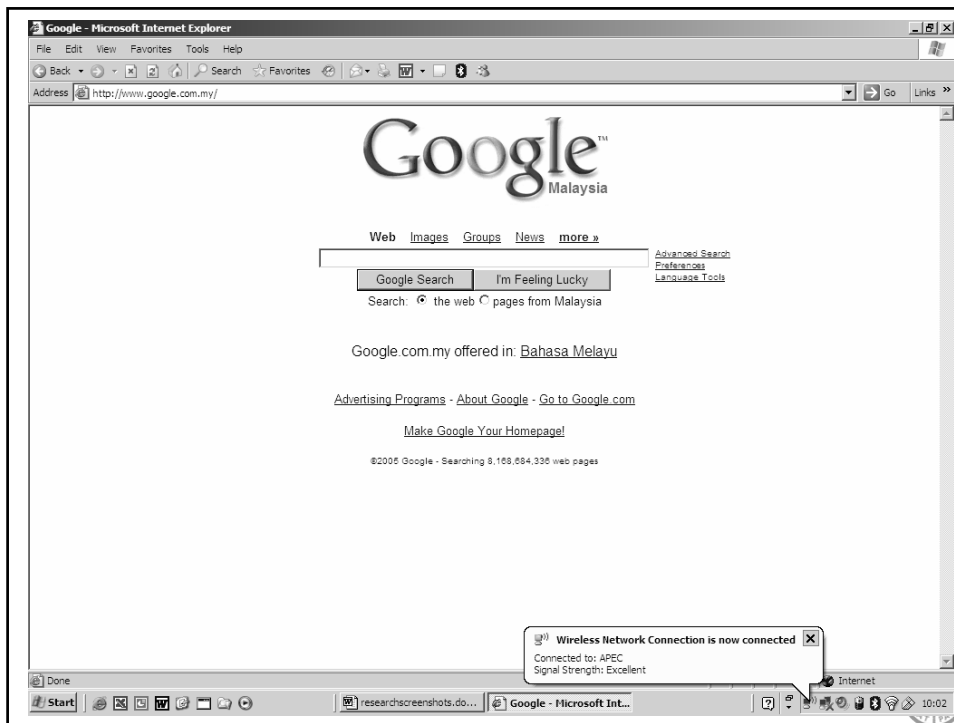 Google - Microsoft Internet Explorer
File Edit View Favorites Tools Help
Back Search Favorites
Address http://www.google.com.my/ Go Links »
Google™
Malaysia
Web Images Groups News more »
Advanced Search
Preferences
Language Tools
Google Search I'm Feeling Lucky
Search: the web pages from Malaysia
Google.com.my offered in: Bahasa Melayu
Advertising Programs - About Google - Go to Google.com
Make Google Your Homepage!
©2005 Google - Searching 8,168,684,336 web pages
Wireless Network Connection is now connected
Connected to: APEC
Signal Strength: Excellent
Done Internet
Start researchscreenshots.do... Google - Microsoft Int... 10:02